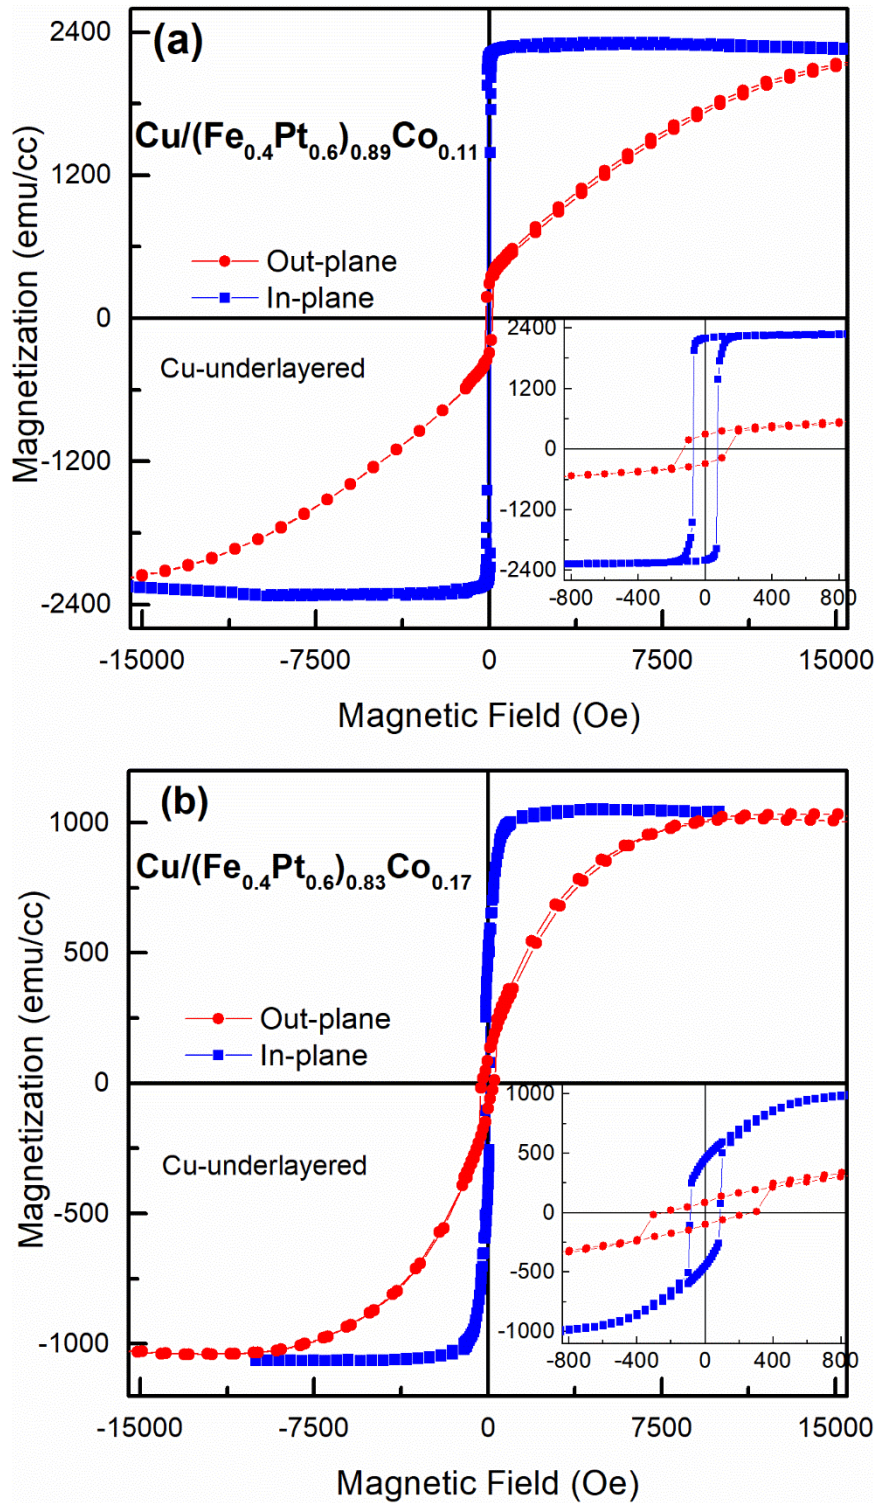 (a)
2400
1200
0
-1200
-2400
Magnetization (emu/cc)
Cu/(Fe0.4Pt0.6)0.89Co0.11
Out-plane
In-plane
Cu-underlayered
2400
1200
0
-1200
-2400
-800 -400 0 400 800
-15000 -7500 0 7500 15000
Magnetic Field (Oe)
(b)
1000
500
0
-500
-1000
Magnetization (emu/cc)
Cu/(Fe0.4Pt0.6)0.83Co0.17
Out-plane
In-plane
Cu-underlayered
1000
500
0
-500
-1000
-800 -400 0 400 800
-15000 -7500 0 7500 15000
Magnetic Field (Oe)